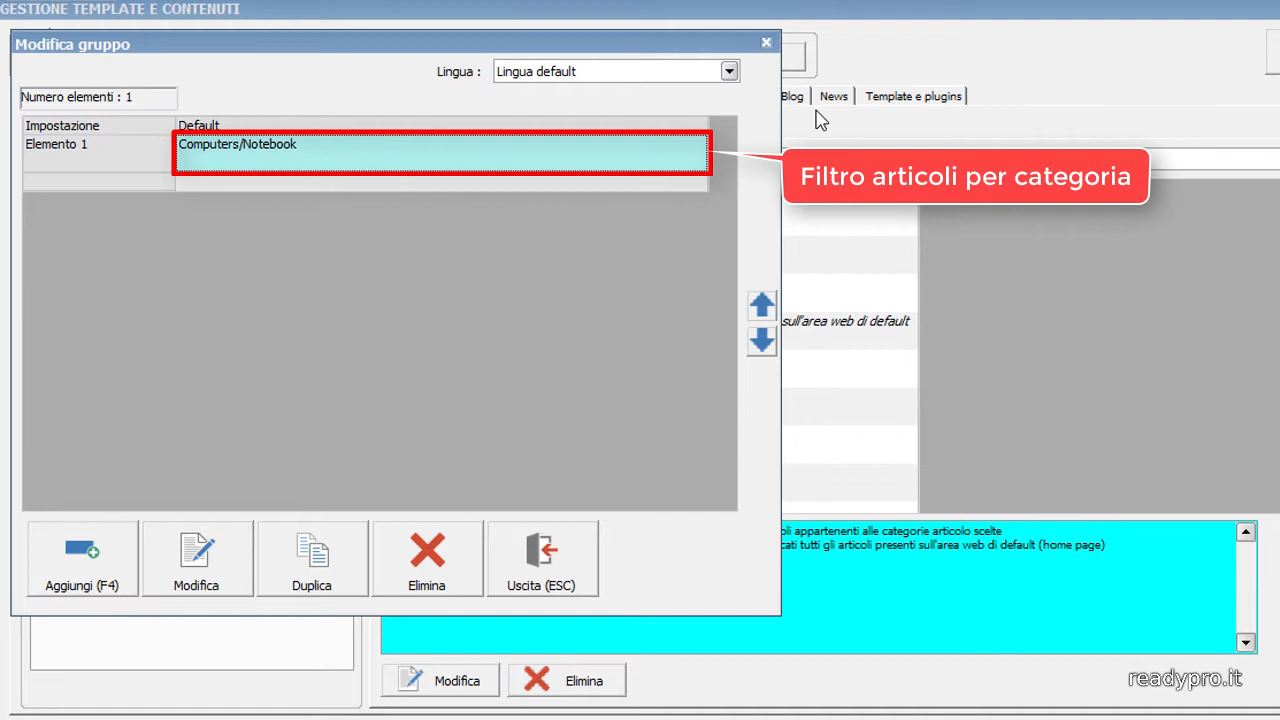 GESTIONE TEMPLATE E CONTENUTI
Modifica gruppo
Lingua : Lingua default
Numero elementi : 1
Blog News Template e plugins
Impostazione Default
Elemento 1 Computers/Notebook
Filtro articoli per categoria
sull'area web di default
appartenenti alle categorie articolo scelte
tutti gli articoli presenti sull'area web di default (home page)
Aggiungi (F4) Modifica Duplica Elimina Uscita (ESC)
Modifica Elimina
readypro.it